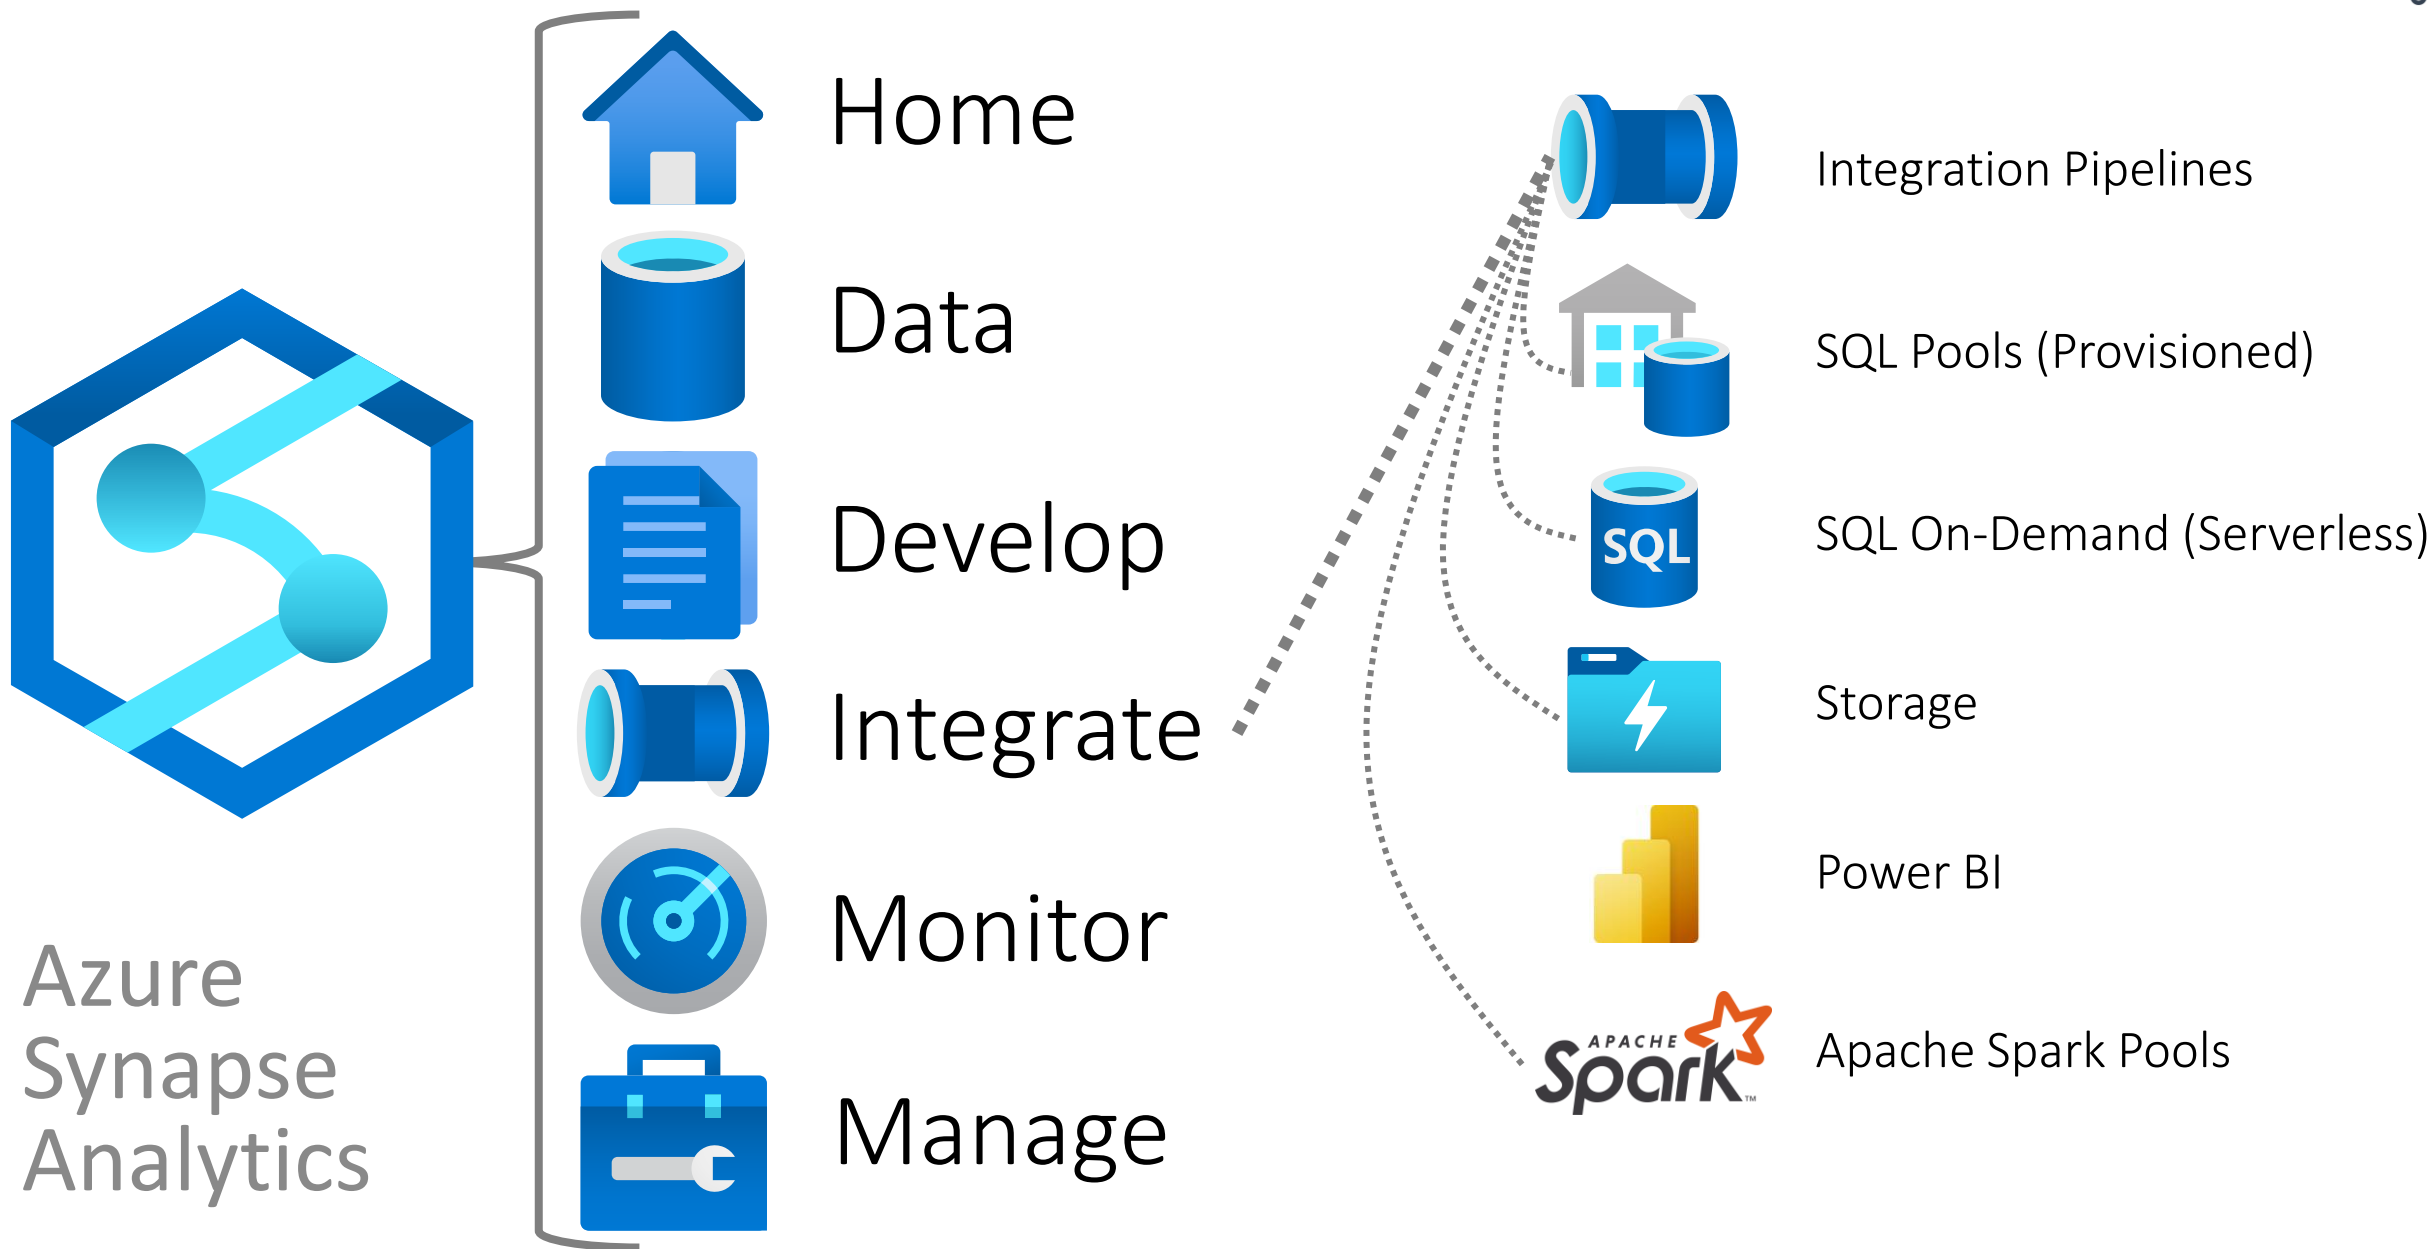 Azure
Synapse
Analytics
Home
Data
Develop
Integrate
Monitor
Manage
Integration Pipelines
SQL Pools (Provisioned)
SQL
SQL On-Demand (Serverless)
Storage
Power BI
APACHE
Spark™
Apache Spark Pools